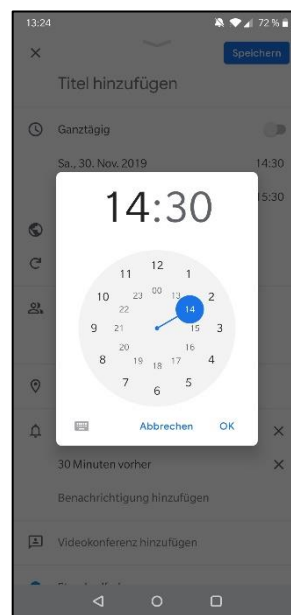 13:24 72 %
Speichern
Titel hinzufügen
Ganztägig
Sa., 30. Nov. 2019 14:30
15:30
14:30
12
11 1
23 00 13
10 2
22 14
9 21 15 3
20 16
8 4
19 18 17
7 5
6
Abbrechen OK
30 Minuten vorher
Benachrichtigung hinzufügen
Videokonferenz hinzufügen